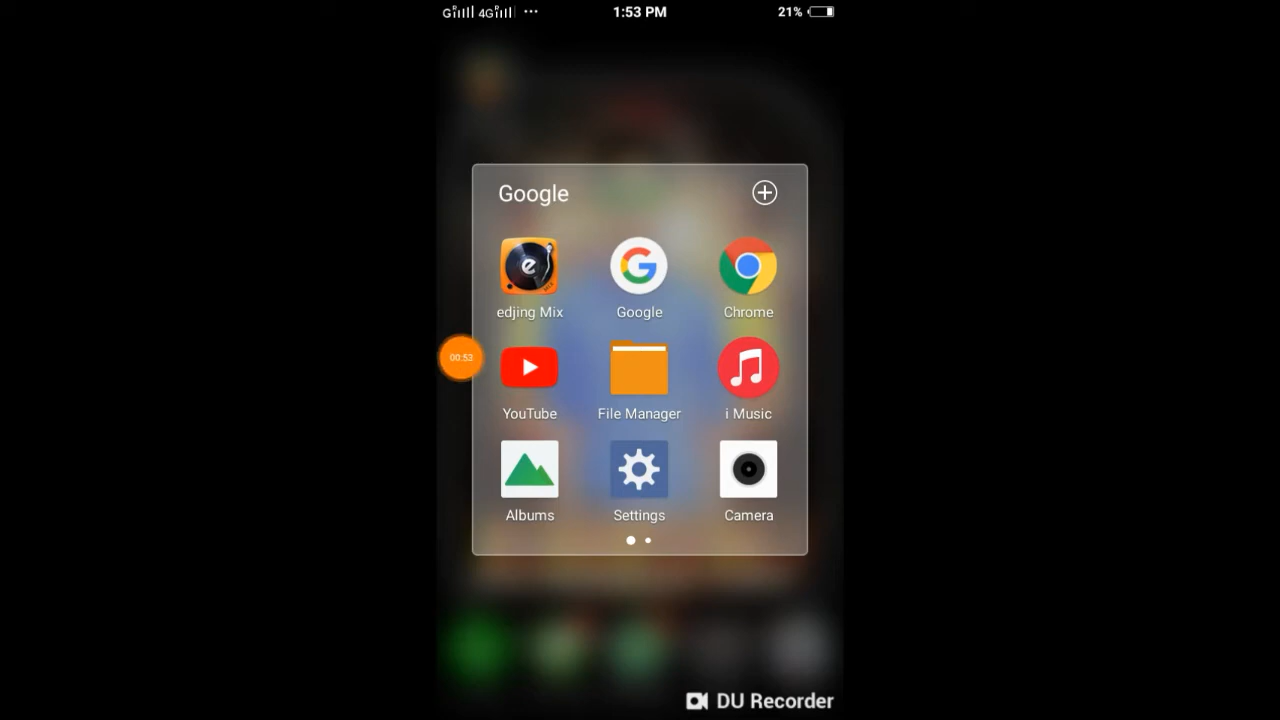 G 4G ... 1:53 PM 21%
Google
edjing Mix Google Chrome
00:53
YouTube File Manager i Music
Albums Settings Camera
DU Recorder